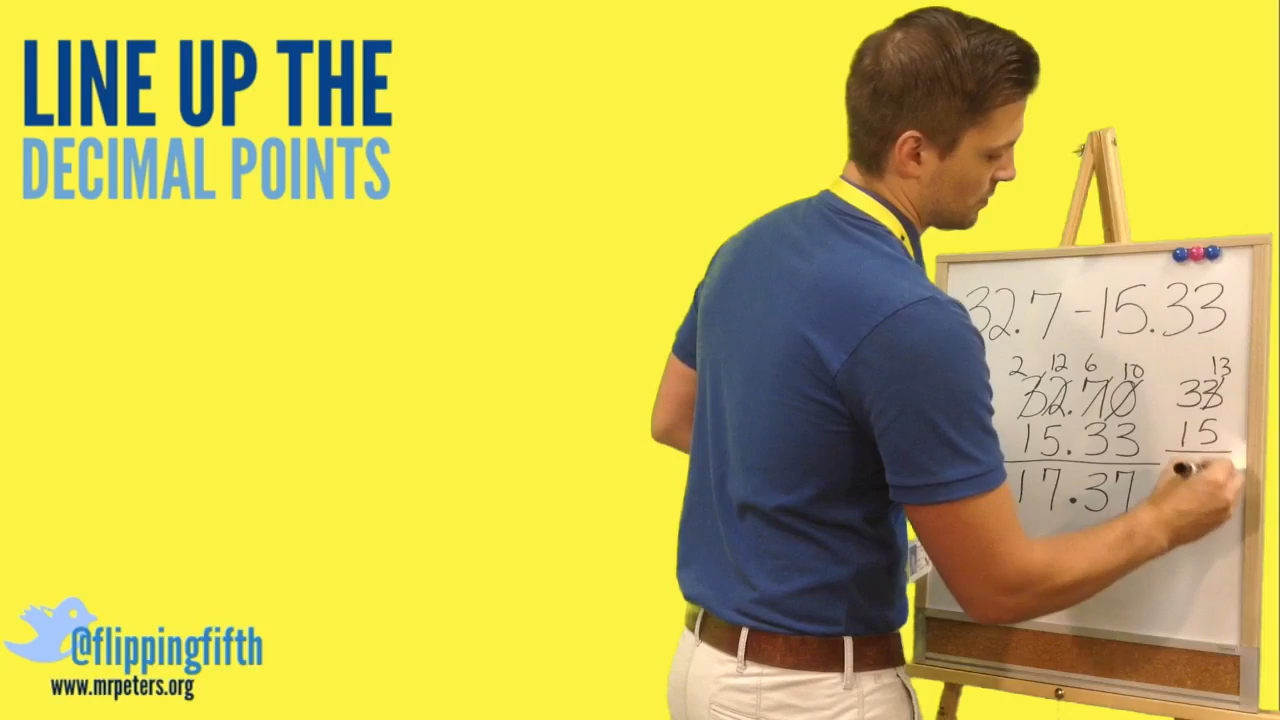 LINE UP THE
DECIMAL POINTS
32.7 - 15.33
2 12 6 10
32.70
15.33
17.37
13
33
15
@flippingfifth
www.mrpeters.org